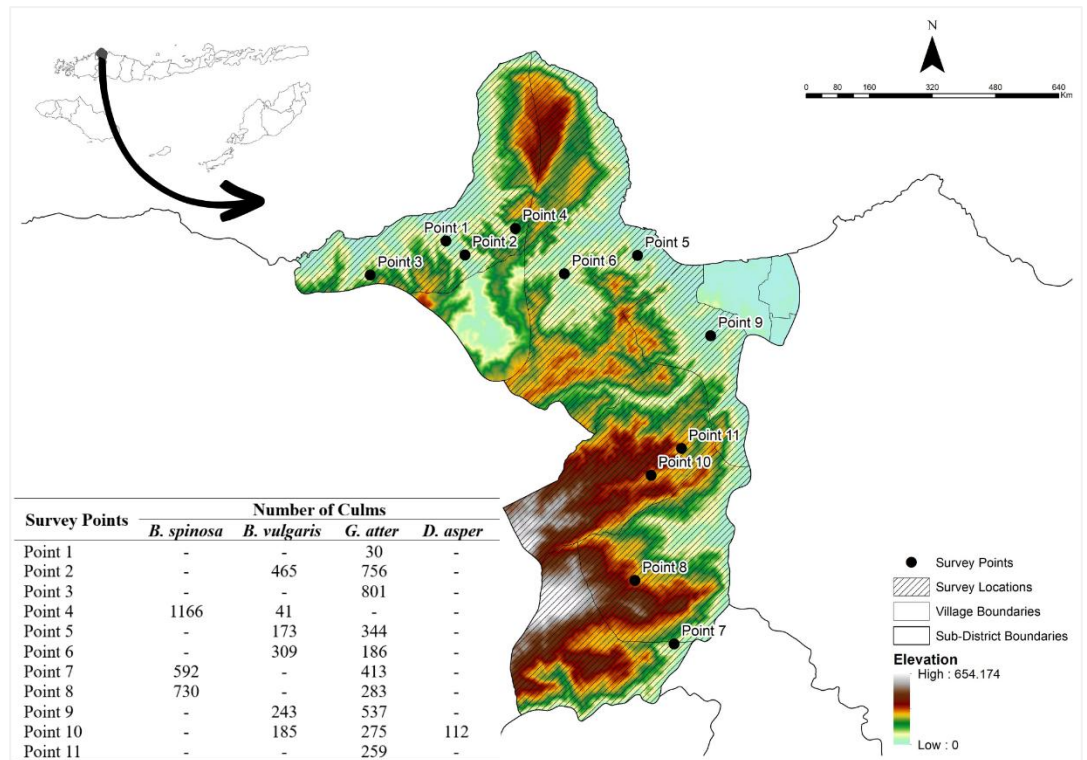 N
0 80 160 320 480 640
Km
Point 4
Point 1
Point 2
Point 5
Point 3
Point 6
Point 9
Point 11
Point 10
Point 8
Point 7
Survey Points Number of Culms
B. spinosa B. vulgaris G. atter D. asper
Point 1 - - 30 -
Point 2 - 465 756 -
Point 3 - - 801 -
Point 4 1166 41 - -
Point 5 - 173 344 -
Point 6 - 309 186 -
Point 7 592 - 413 -
Point 8 730 - 283 -
Point 9 - 243 537 -
Point 10 - 185 275 112
Point 11 - - 259 -
Survey Points
Survey Locations
Village Boundaries
Sub-District Boundaries
Elevation
High : 654.174
Low : 0